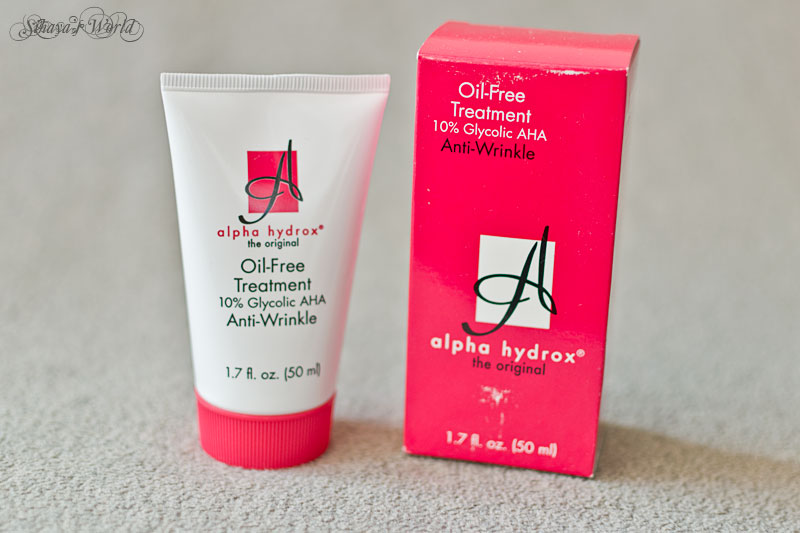 Sihaya's World
alpha hydrox®
the original
Oil-Free
Treatment
10% Glycolic AHA
Anti-Wrinkle
1.7 fl. oz. (50 ml)
Oil-Free
Treatment
10% Glycolic AHA
Anti-Wrinkle
alpha hydrox®
the original
1.7 fl. oz. (50 ml)